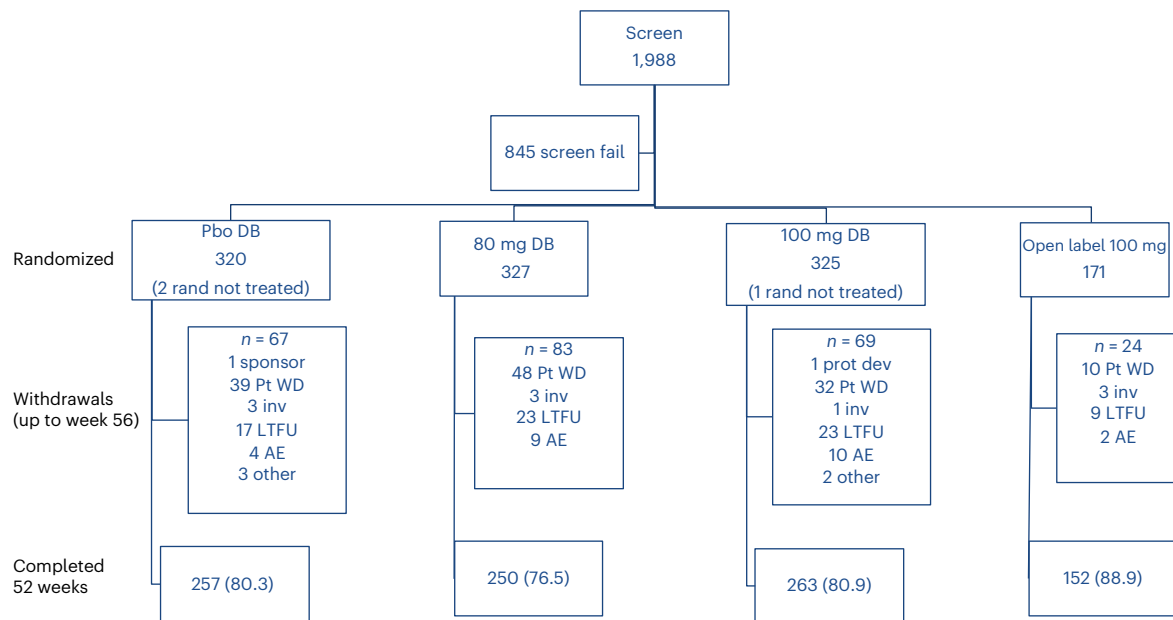 Screen
1,988
845 screen fail
Randomized
Pbo DB
320
(2 rand not treated)
80 mg DB
327
100 mg DB
325
(1 rand not treated)
Open label 100 mg
171
Withdrawals
(up to week 56)
n = 67
1 sponsor
39 Pt WD
3 inv
17 LTFU
4 AE
3 other
n = 83
48 Pt WD
3 inv
23 LTFU
9 AE
n = 69
1 prot dev
32 Pt WD
1 inv
23 LTFU
10 AE
2 other
n = 24
10 Pt WD
3 inv
9 LTFU
2 AE
Completed
52 weeks
257 (80.3)
250 (76.5)
263 (80.9)
152 (88.9)